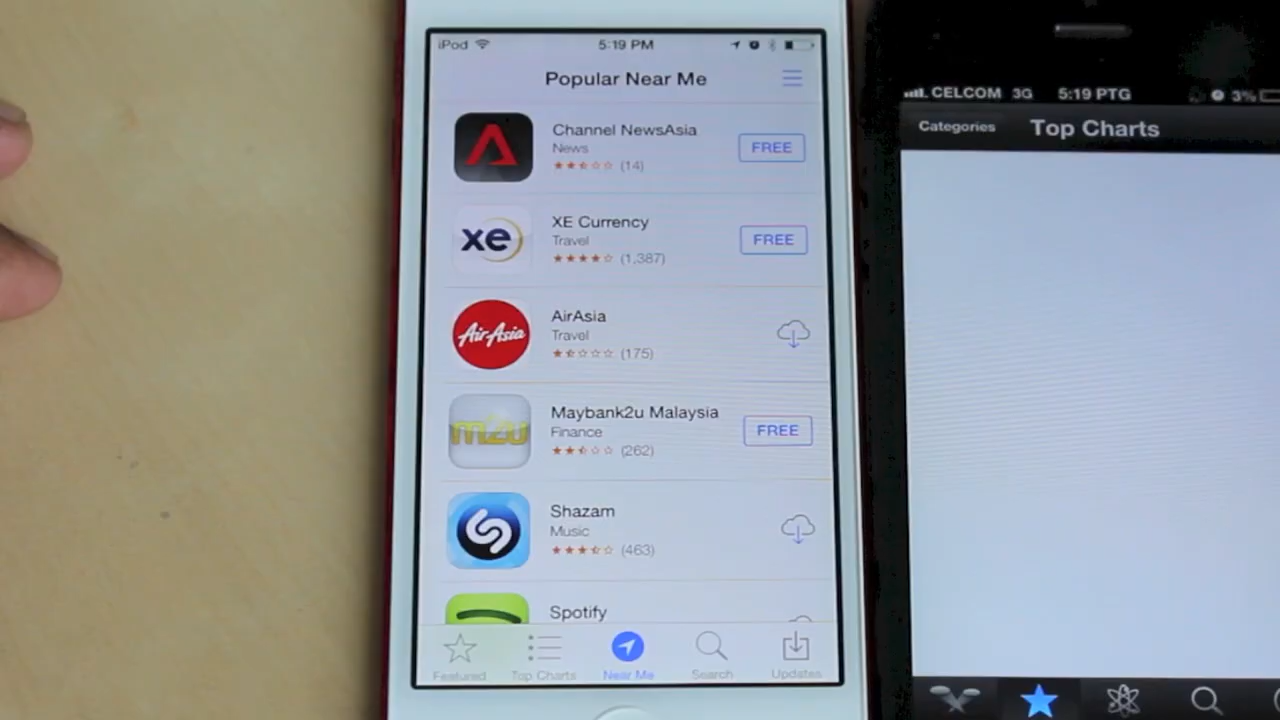 iPod 5:19 PM
Popular Near Me
Channel NewsAsia
News
(14)
FREE
xe
XE Currency
Travel
(1,387)
FREE
AirAsia
AirAsia
Travel
(175)
m2u
Maybank2u Malaysia
Finance
(262)
FREE
Shazam
Music
(463)
Spotify
Featured
Top Charts
Near Me
Search
Updates
CELCOM 3G 5:19 PTG 3%
Categories
Top Charts